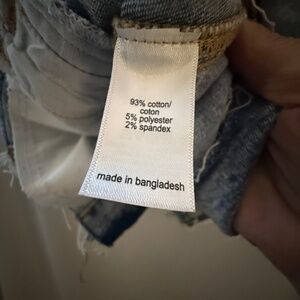 93% cotton/
coton
5% polyester
2% spandex
made in bangladesh